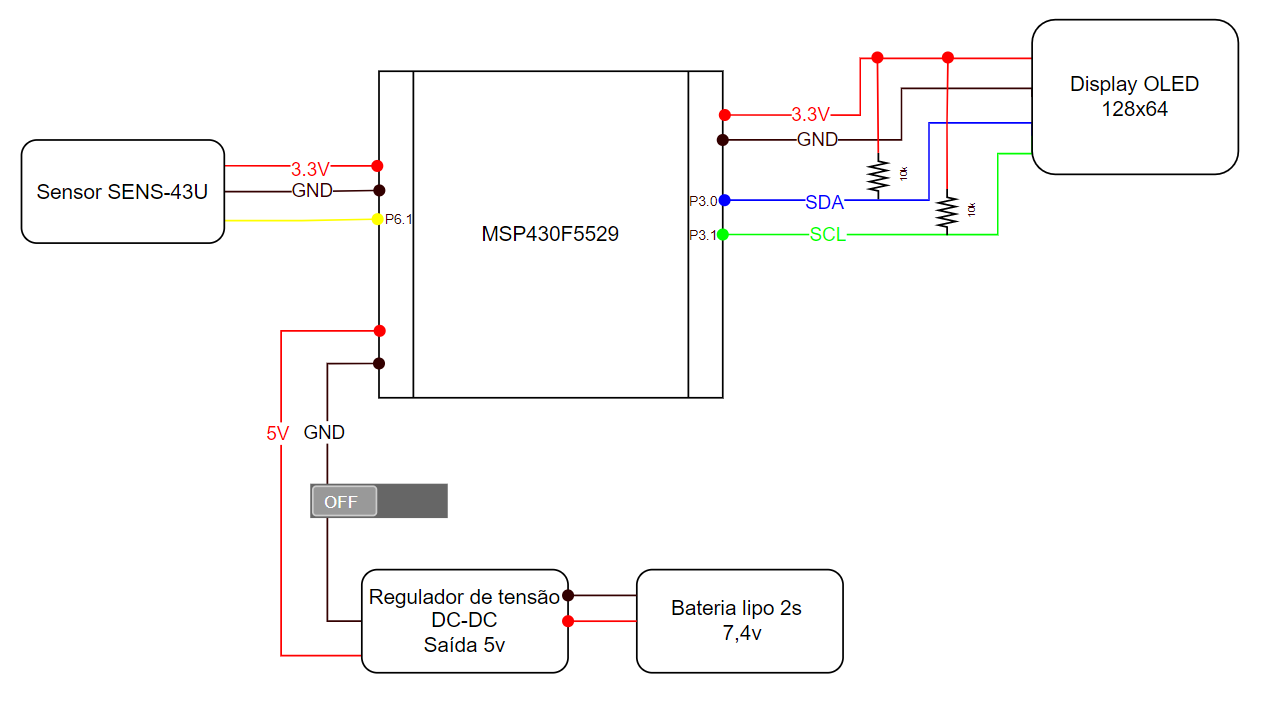 Display OLED
128x64
3.3V
GND
10k
Sensor SENS-43U
3.3V
GND
P6.1
MSP430F5529
P3.0
SDA
10k
P3.1
SCL
5V
GND
OFF
Regulador de tensão
DC-DC
Saída 5v
Bateria lipo 2s
7,4v